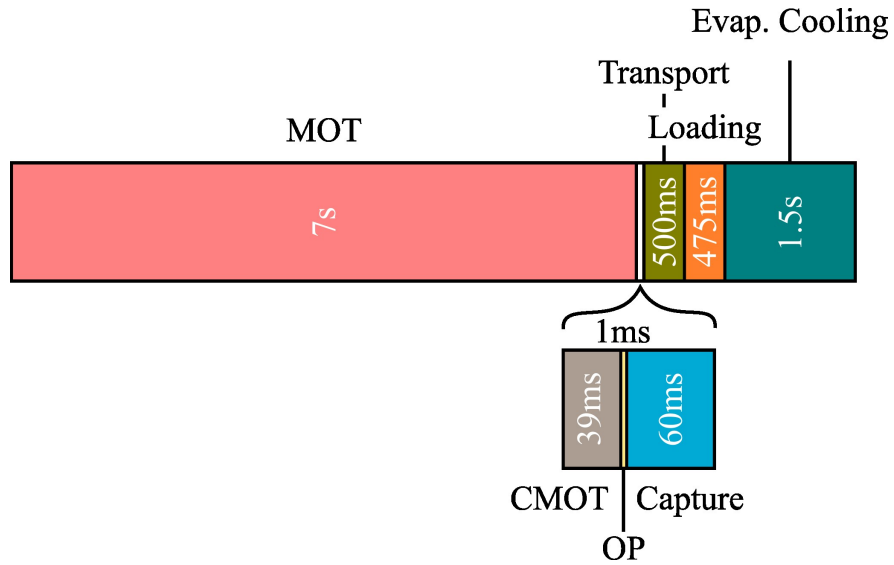 Evap. Cooling
Transport
MOT
Loading
7s
500ms
475ms
1.5s
1ms
39ms
60ms
CMOT
Capture
OP